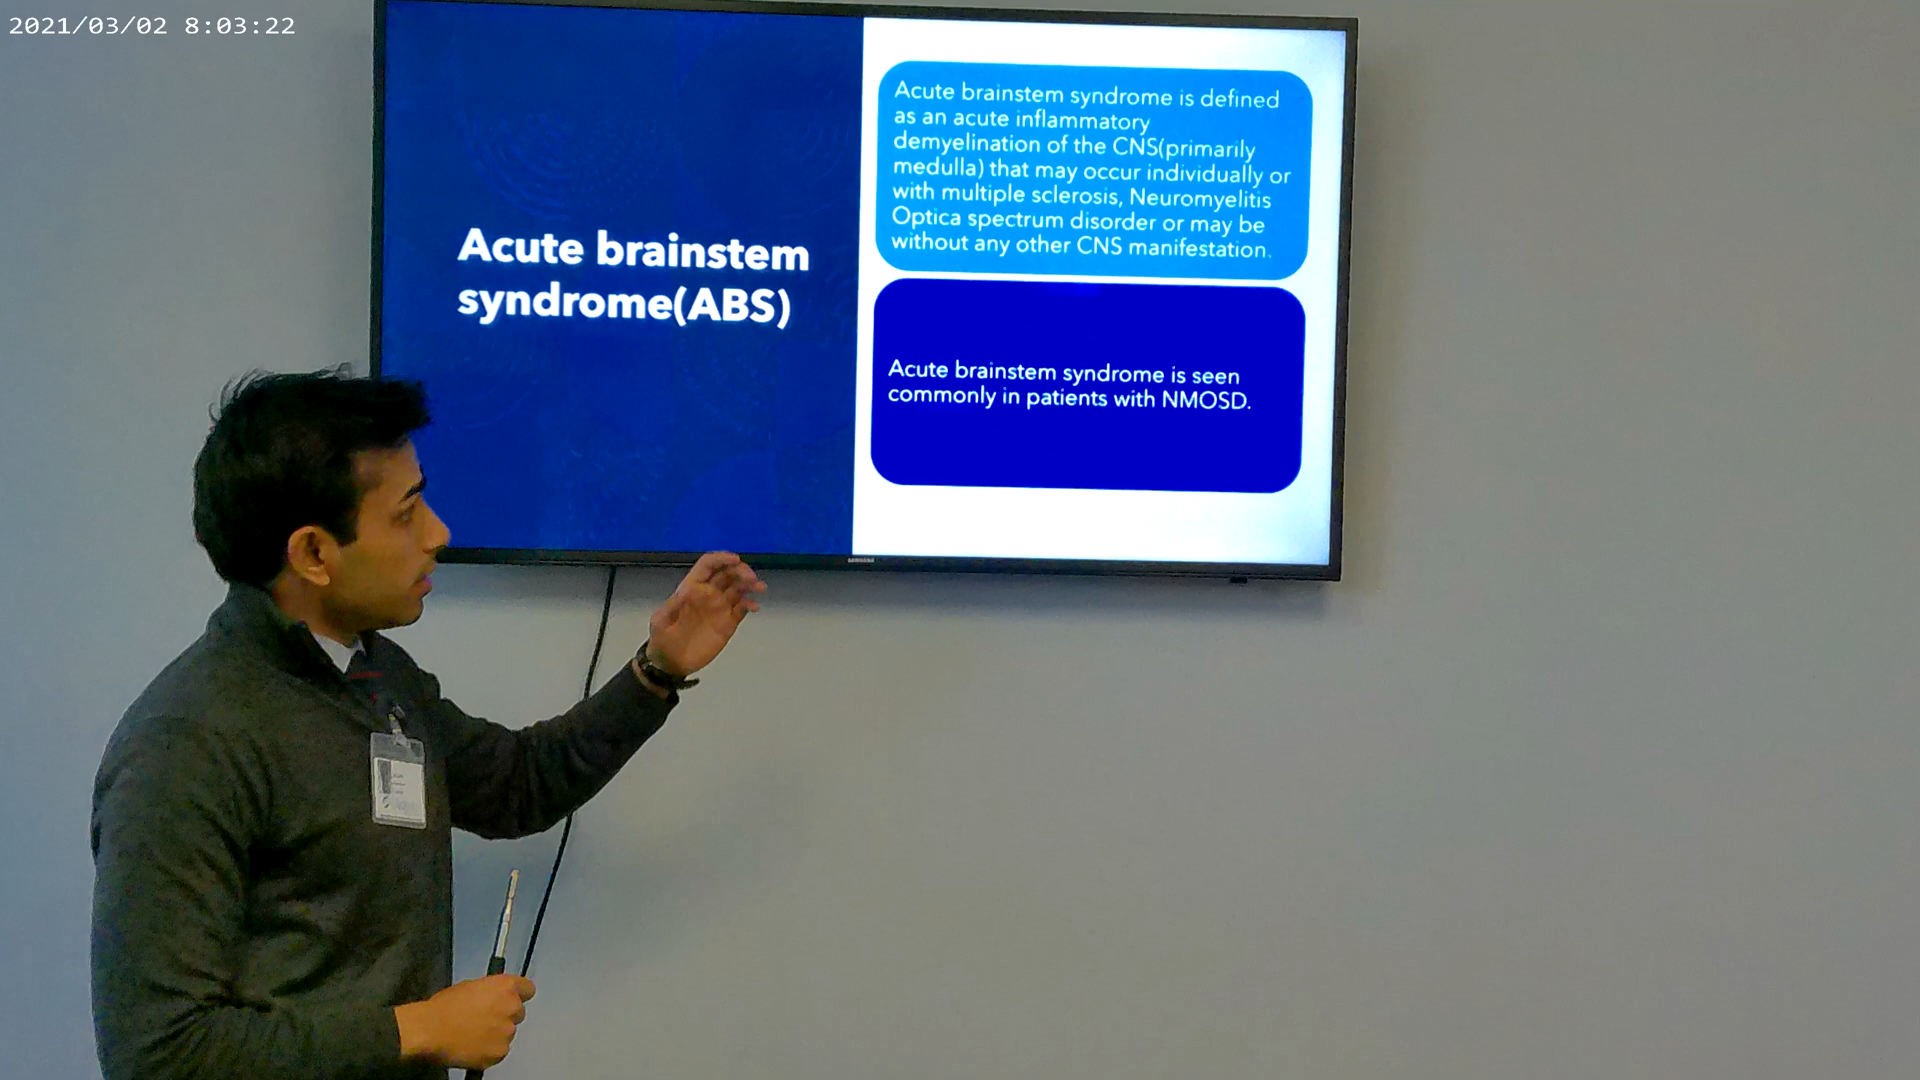 2021/03/02 8:03:22
Acute brainstem
syndrome(ABS)
Acute brainstem syndrome is defined
as an acute inflammatory
demyelination of the CNS(primarily
medulla) that may occur individually or
with multiple sclerosis, Neuromyelitis
Optica spectrum disorder or may be
without any other CNS manifestation.
Acute brainstem syndrome is seen
commonly in patients with NMOSD.
SAMSUNG